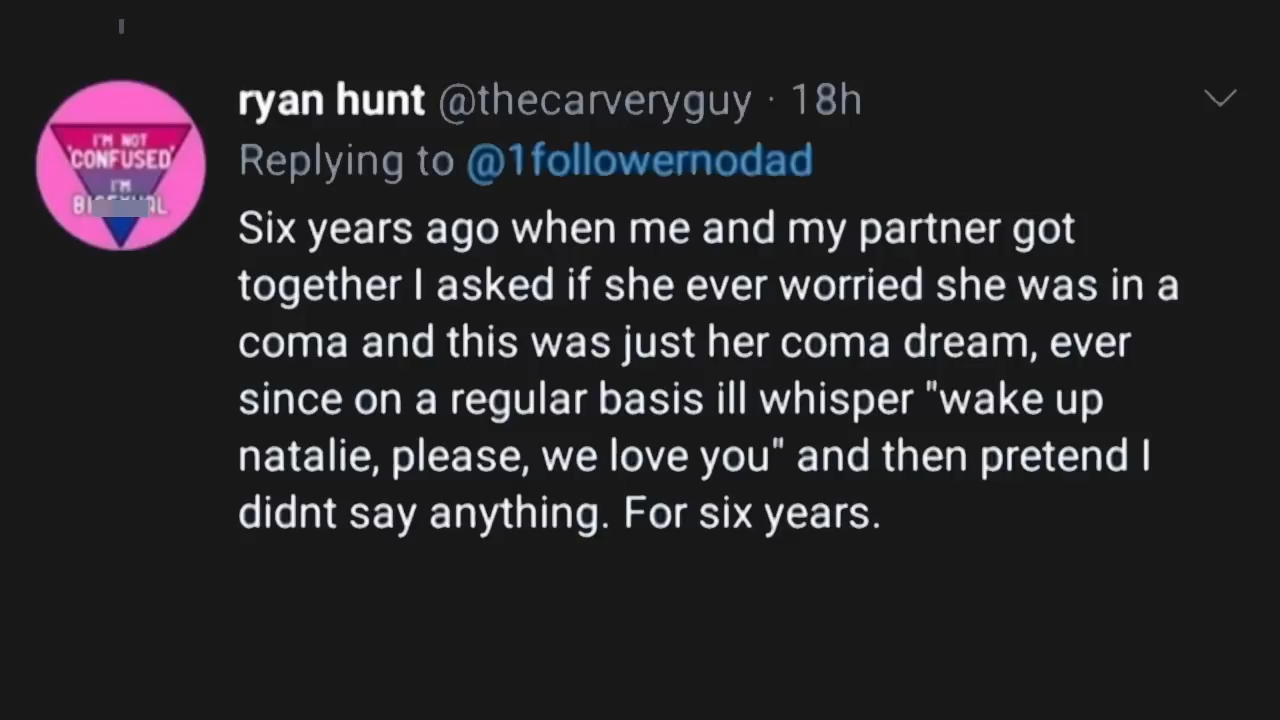 ryan hunt @thecarveryguy · 18h
Replying to @1followernodad
I'M NOT
'CONFUSED'
I'M
Six years ago when me and my partner got
together I asked if she ever worried she was in a
coma and this was just her coma dream, ever
since on a regular basis ill whisper "wake up
natalie, please, we love you" and then pretend I
didnt say anything. For six years.